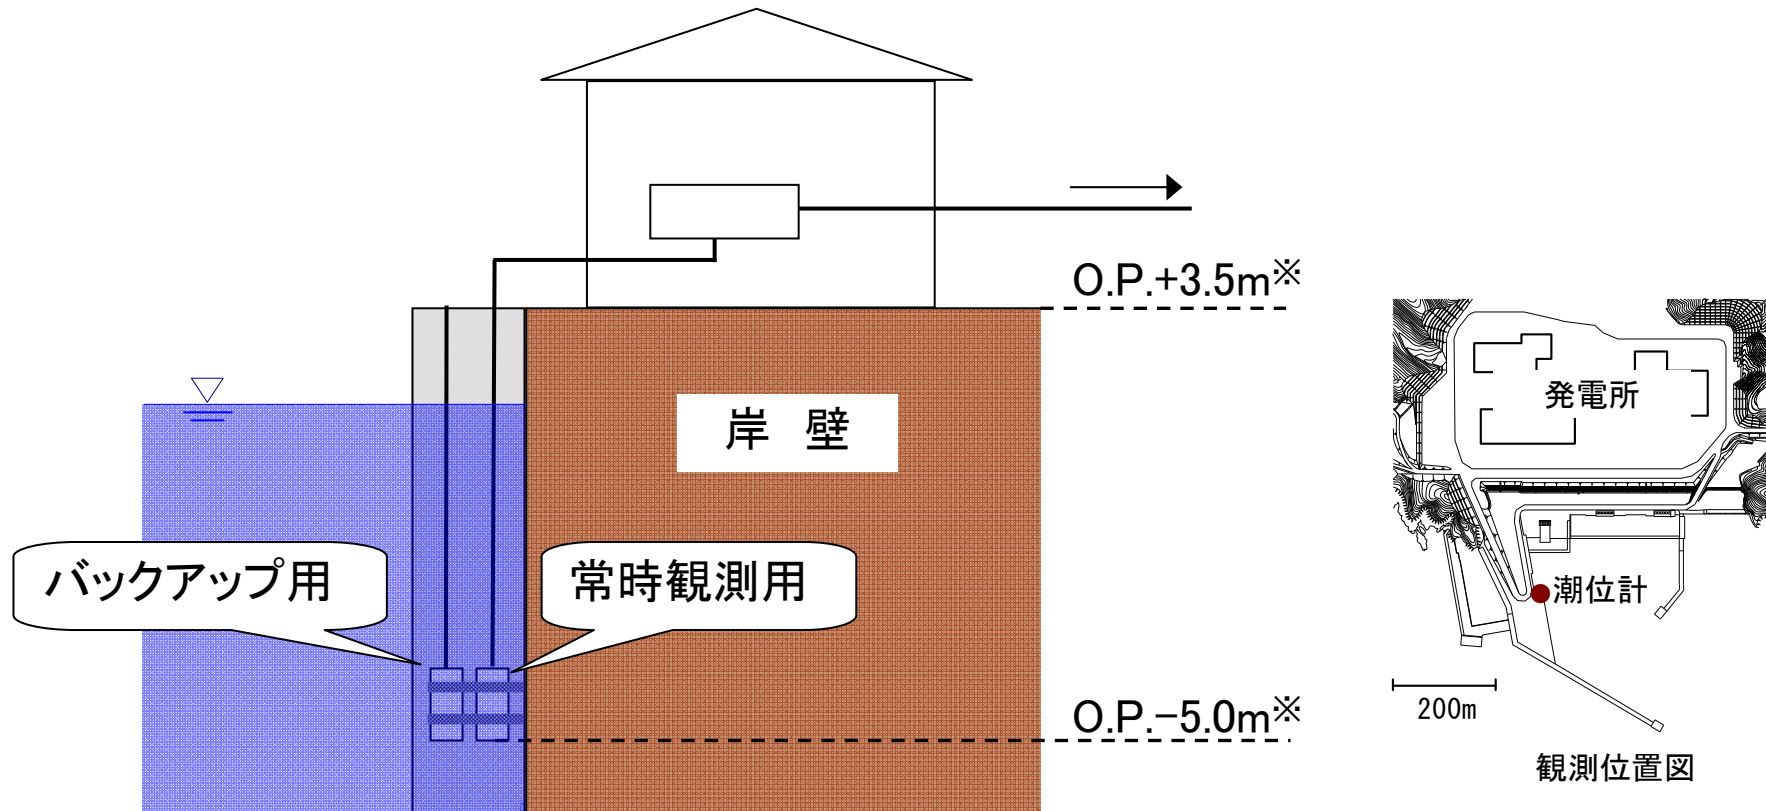 O.P.+3.5m※
岸 壁
バックアップ用
常時観測用
O.P.−5.0m※
発電所
潮位計
200m
観測位置図